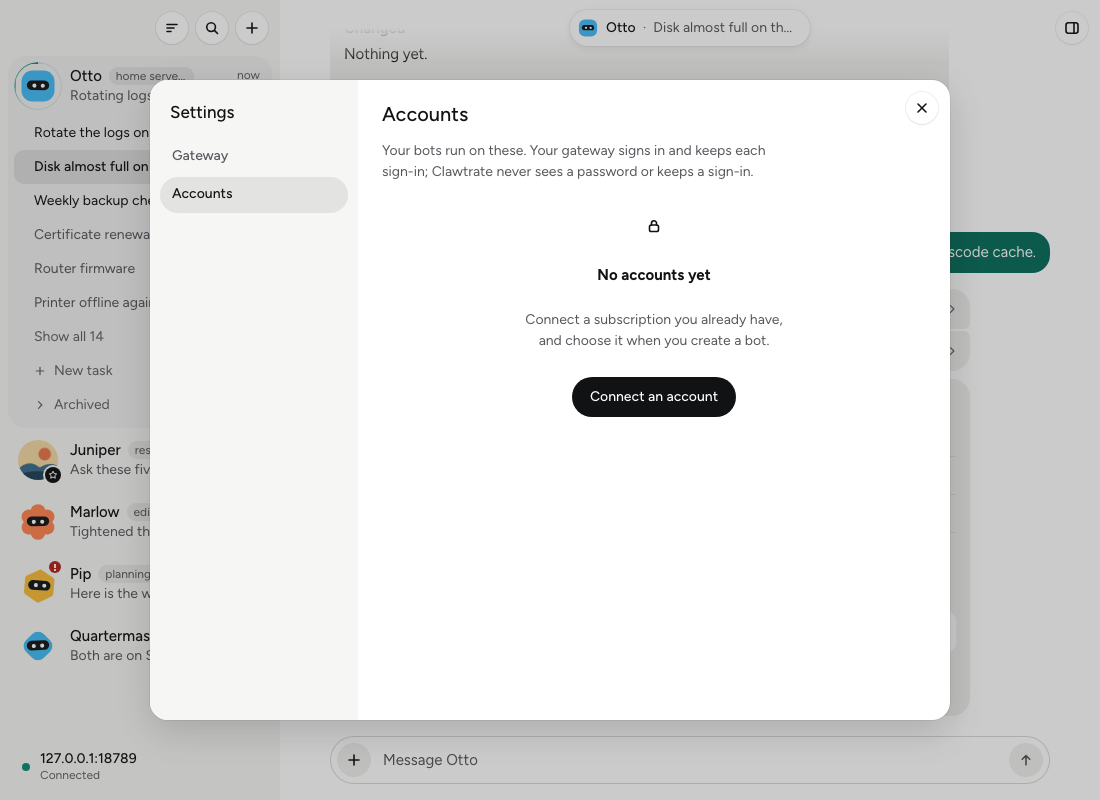 Otto
home serve…
now
Rotating logs
Rotate the logs on
Disk almost full on
Weekly backup che
Certificate renewa
Router firmware
Printer offline again
Show all 14
New task
Archived
Juniper
res
Ask these fiv
Marlow
edi
Tightened th
Pip
planning
Here is the w
Quartermas
Both are on S
127.0.0.1:18789
Connected
Changed
Nothing yet.
Otto · Disk almost full on th…
scode cache.
Message Otto
Settings
Gateway
Accounts
Accounts
Your bots run on these. Your gateway signs in and keeps each
sign-in; Clawtrate never sees a password or keeps a sign-in.
No accounts yet
Connect a subscription you already have,
and choose it when you create a bot.
Connect an account